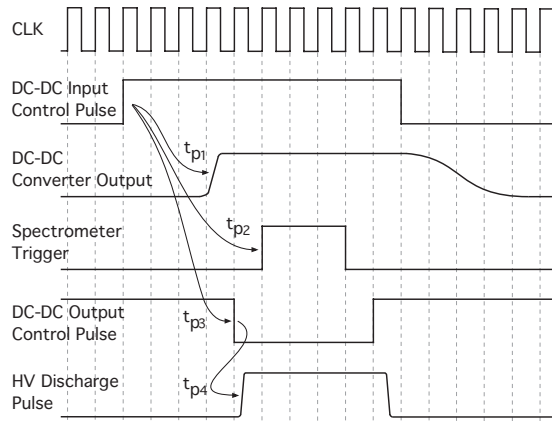 CLK
DC-DC Input
Control Pulse
tp1
DC-DC
Converter Output
Spectrometer
Trigger
tp2
DC-DC Output
Control Pulse
tp3
HV Discharge
Pulse
tp4